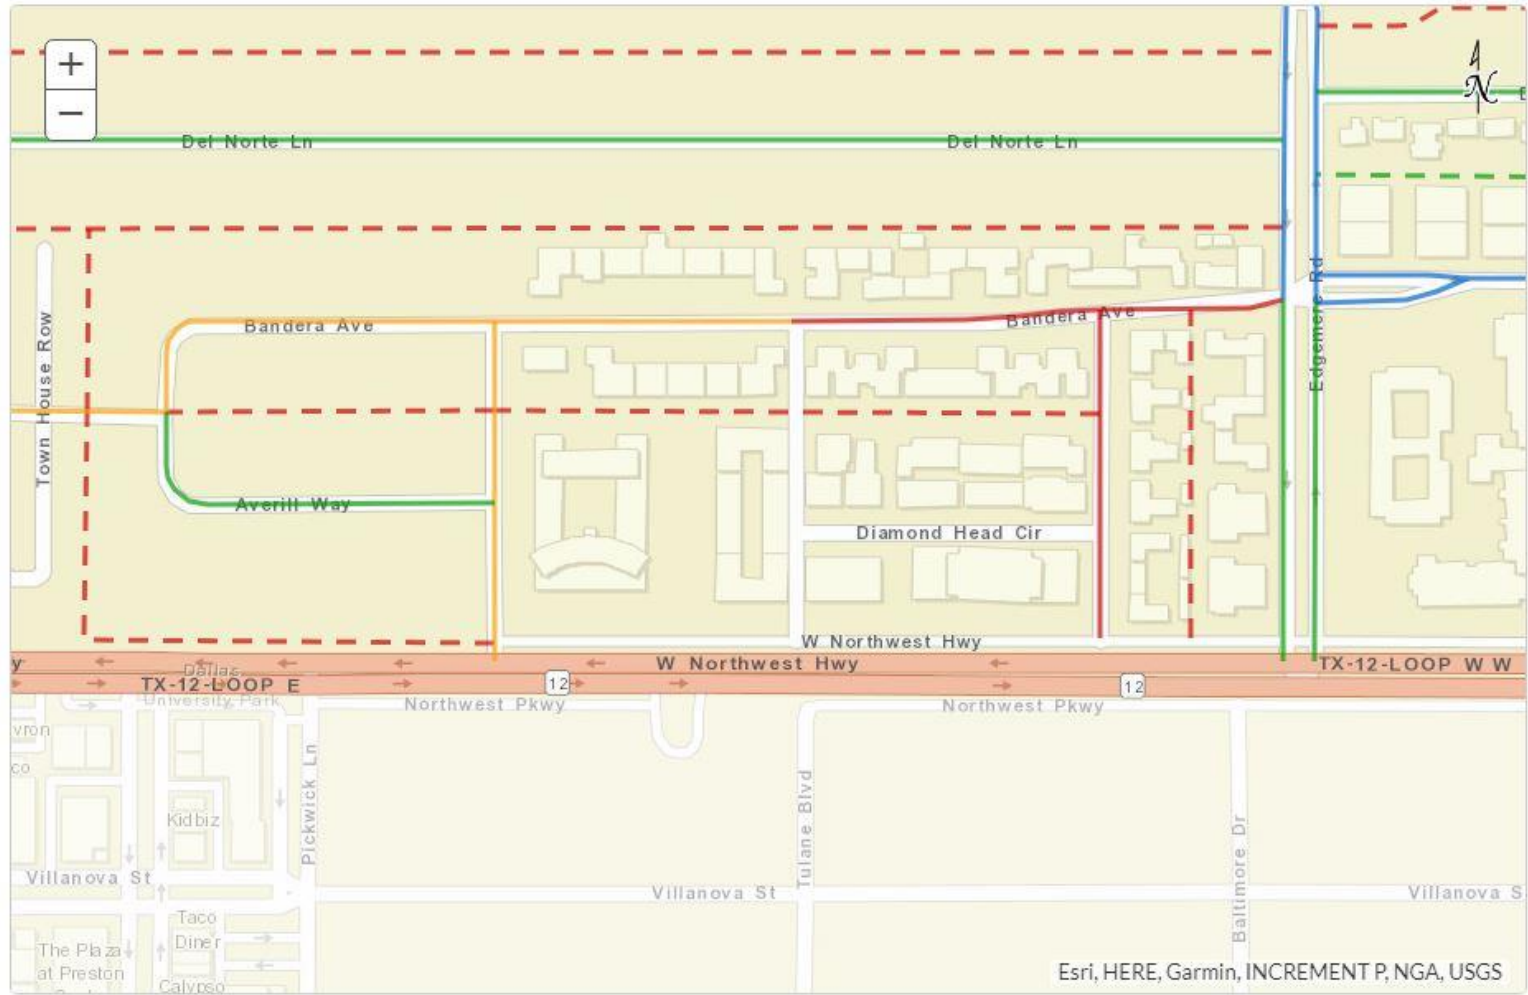 +
N
−
Del Norte Ln
Del Norte Ln
Bandera Ave
Bandera Ave
Town House Row
Edgemere Rd
Averill Way
Diamond Head Cir
W Northwest Hwy
W Northwest Hwy
TX-12-LOOP W W
Dallas
TX-12-LOOP E
12
12
University Park
Northwest Pkwy
Northwest Pkwy
vron
co
Pickwick Ln
Tulane Blvd
Baltimore Dr
Kidbiz
Villanova St
Villanova St
Villanova S
Taco
Diner
The Plaza
at Preston
Calypso
Esri, HERE, Garmin, INCREMENT P, NGA, USGS